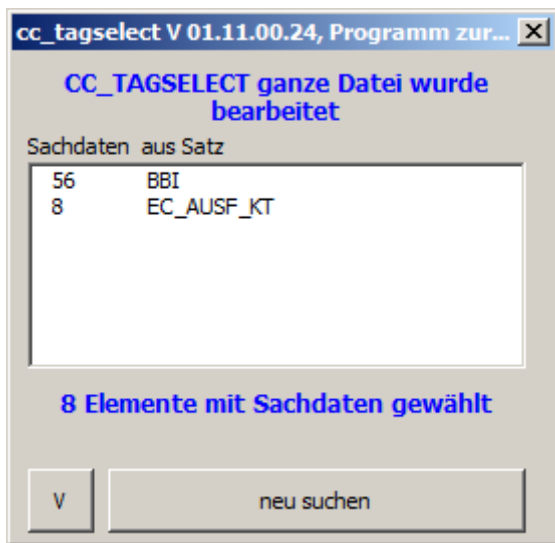 cc_tagselect V 01.11.00.24, Programm zur...
CC_TAGSELECT ganze Datei wurde
bearbeitet
Sachdaten aus Satz
56 BBI
8 EC_AUSF_KT
8 Elemente mit Sachdaten gewählt
V neu suchen